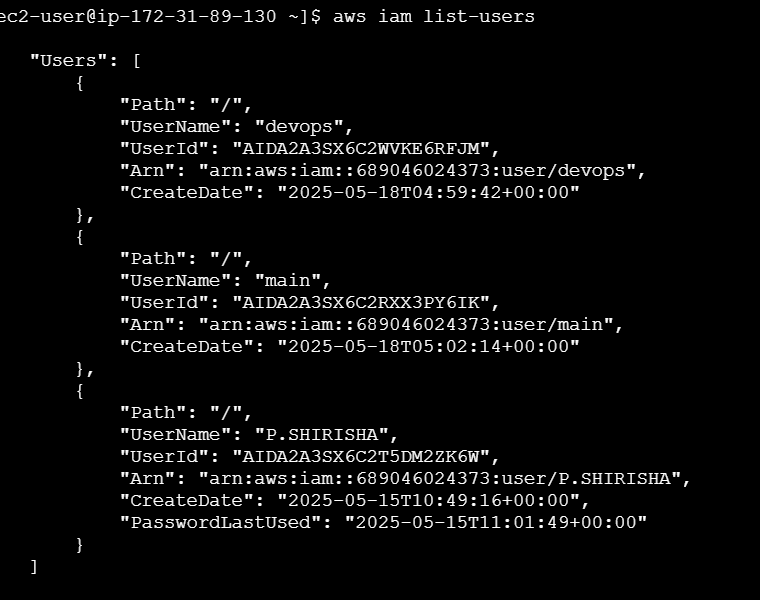 ec2-user@ip-172-31-89-130 ~]$ aws iam list-users
"Users": [
{
"Path": "/",
"UserName": "devops",
"UserId": "AIDA2A3SX6C2WVKE6RFJM",
"Arn": "arn:aws:iam::689046024373:user/devops",
"CreateDate": "2025-05-18T04:59:42+00:00"
},
{
"Path": "/",
"UserName": "main",
"UserId": "AIDA2A3SX6C2RXX3PY6IK",
"Arn": "arn:aws:iam::689046024373:user/main",
"CreateDate": "2025-05-18T05:02:14+00:00"
},
{
"Path": "/",
"UserName": "P.SHIRISHA",
"UserId": "AIDA2A3SX6C2T5DM2ZK6W",
"Arn": "arn:aws:iam::689046024373:user/P.SHIRISHA",
"CreateDate": "2025-05-15T10:49:16+00:00",
"PasswordLastUsed": "2025-05-15T11:01:49+00:00"
}
]